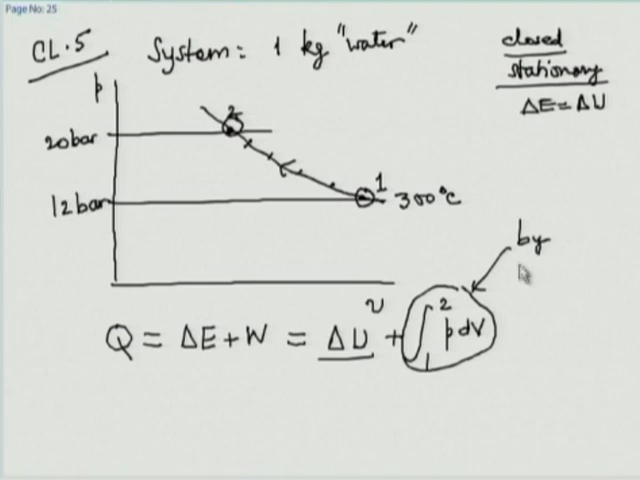 Page No: 25
CL.5 System: 1 kg "water" closed
stationary
ΔE = ΔU
p
2
20 bar
1
12 bar 300°C
v
by
Q = ΔE + W = ΔU + ∫₁² p dV